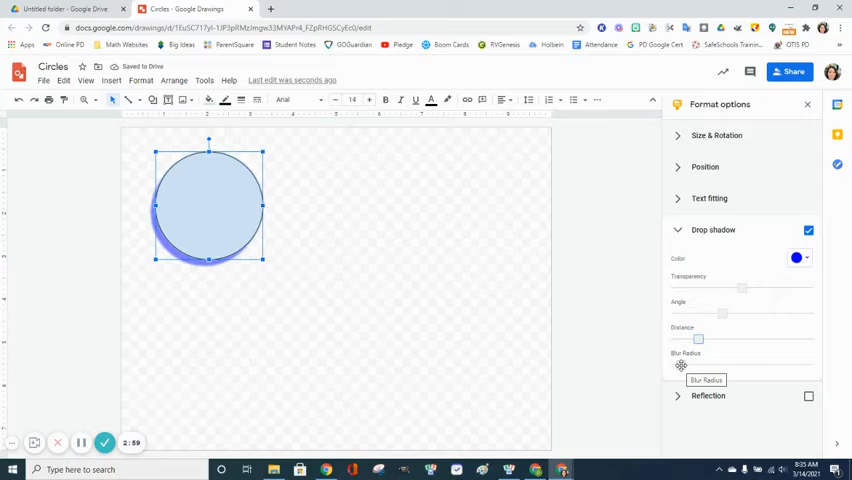 Untitled folder - Google Drive
Circles - Google Drawings
docs.google.com/drawings/d/1EuSC717yl-1JP3pRMzJmgw33MYAPr4_FZpRHSGHcyE0/edit
Apps
Online PD
Math Websites
Big Ideas
ParentSquare
Student Notes
GOGuardian
Pledge
Boom Cards
RVGenesis
Holbein
Attendance
PD Google Cert
SafeSchools Training
OTIS PD
Circles
Saved to Drive
File Edit View Insert Format Arrange Tools Help
Last edit was seconds ago
Share
Arial
14
B I U A
Format options
Size & Rotation
Position
Text fitting
Drop shadow
Color
Transparency
Angle
Distance
Blur Radius
Blur Radius
Reflection
2:59
Type here to search
8:35 AM
3/14/2021